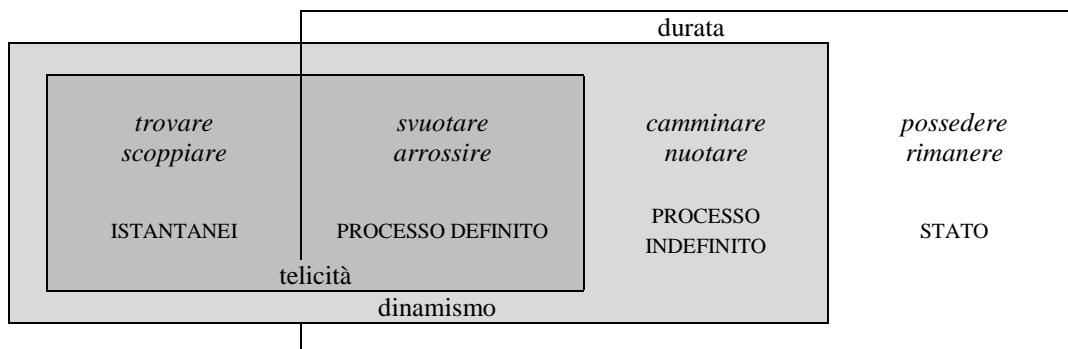 durata
trovare svuotare camminare possedere
scoppiare arrossire nuotare rimanere
ISTANTANEI PROCESSO DEFINITO PROCESSO INDEFINITO STATO
telicità
dinamismo